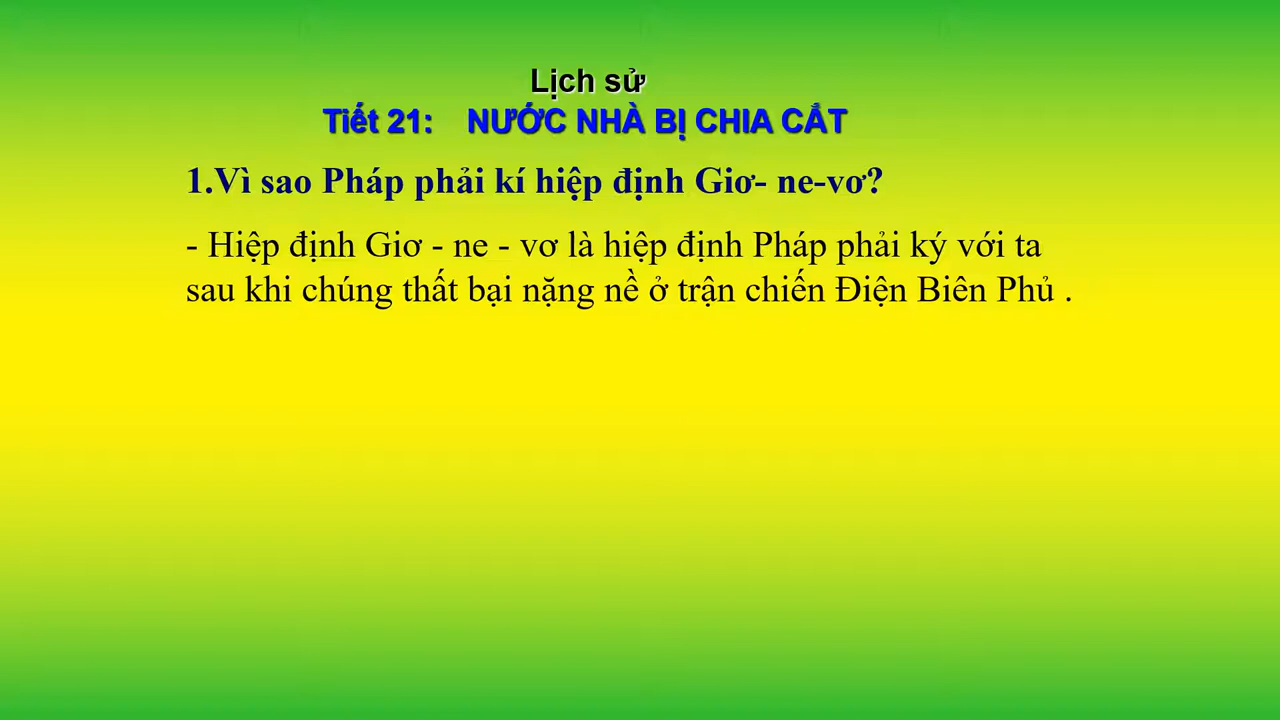 Lịch sử
Tiết 21: NƯỚC NHÀ BỊ CHIA CẮT
1.Vì sao Pháp phải kí hiệp định Giơ- ne-vơ?
- Hiệp định Giơ - ne - vơ là hiệp định Pháp phải ký với ta
sau khi chúng thất bại nặng nề ở trận chiến Điện Biên Phủ .